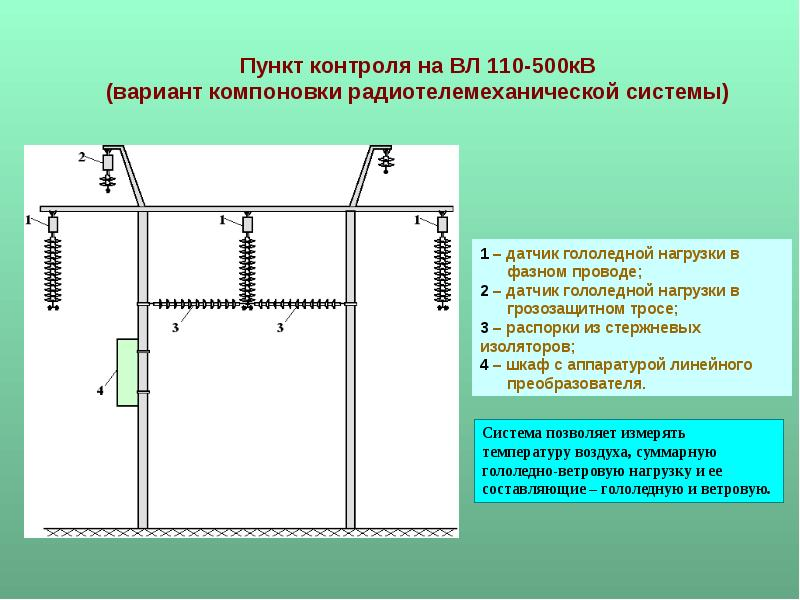 Пункт контроля на ВЛ 110-500кВ
(вариант компоновки радиотелемеханической системы)
2
1
1
1
3
3
4
1 – датчик гололедной нагрузки в
фазном проводе;
2 – датчик гололедной нагрузки в
грозозащитном тросе;
3 – распорки из стержневых
изоляторов;
4 – шкаф с аппаратурой линейного
преобразователя.
Система позволяет измерять
температуру воздуха, суммарную
гололедно-ветровую нагрузку и ее
составляющие – гололедную и ветровую.